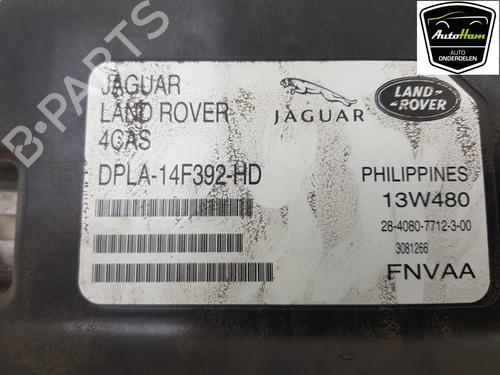 AutoHam
AUTO
ONDERDELEN
B-PARTS
JAGUAR
LAND ROVER
4CAS
DPLA-14F392-HD
JAGUAR
LAND-
ROVER
PHILIPPINES
13W480
28-4080-7712-3-00
3081266
FNVAA